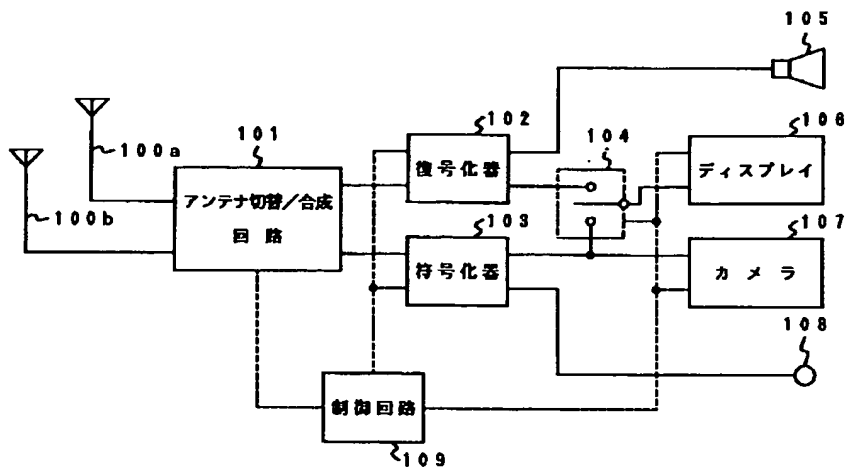 105
100a
101
102
104
106
復号化器
ディスプレイ
アンテナ切替/合成
回路
100b
103
107
符号化器
カメラ
108
制御回路
109